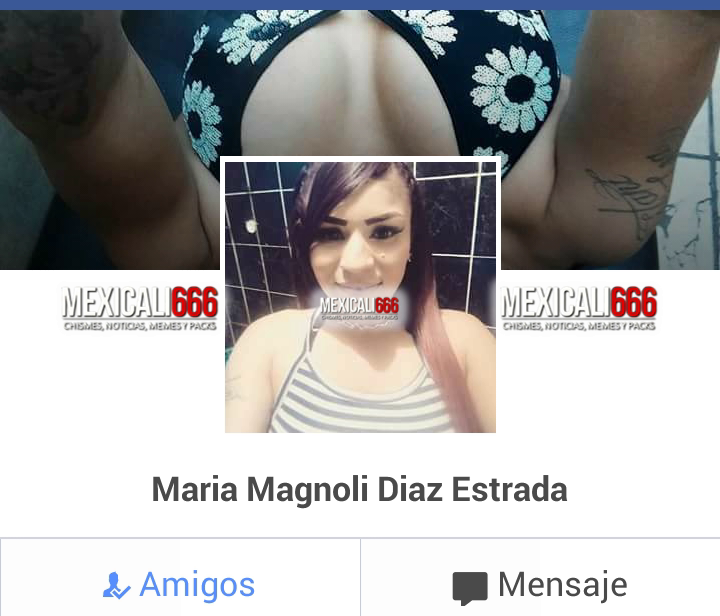 MEXICALI666
CHISMES, NOTICIAS, MEMES Y PACKS
MEXICALI666
CHISMES, NOTICIAS, MEMES Y PACKS
MEXICALI666
CHISMES, NOTICIAS, MEMES Y PACKS
Maria Magnoli Diaz Estrada
Amigos
Mensaje